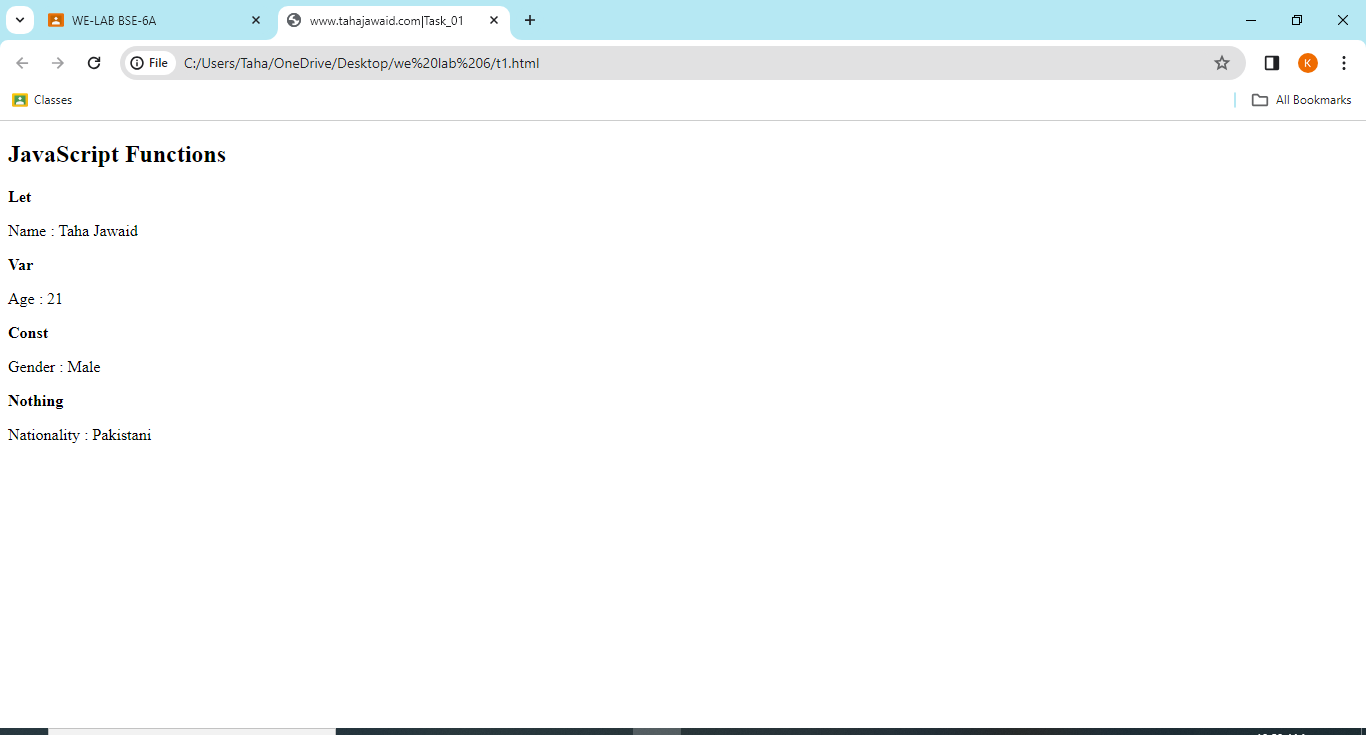 WE-LAB BSE-6A
www.tahajawaid.com|Task_01
File
C:/Users/Taha/OneDrive/Desktop/we%20lab%206/t1.html
K
Classes
All Bookmarks
JavaScript Functions
Let
Name : Taha Jawaid
Var
Age : 21
Const
Gender : Male
Nothing
Nationality : Pakistani